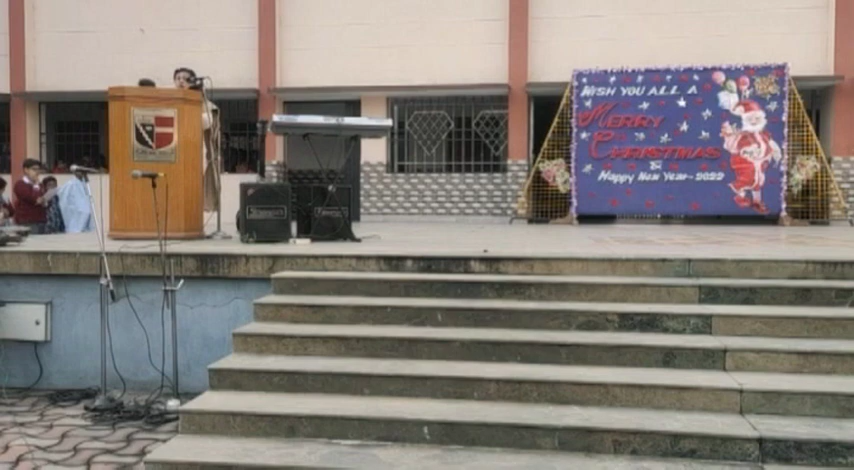 WISH YOU ALL A
MERRY
CHRISTMAS
&
Happy New Year-2022